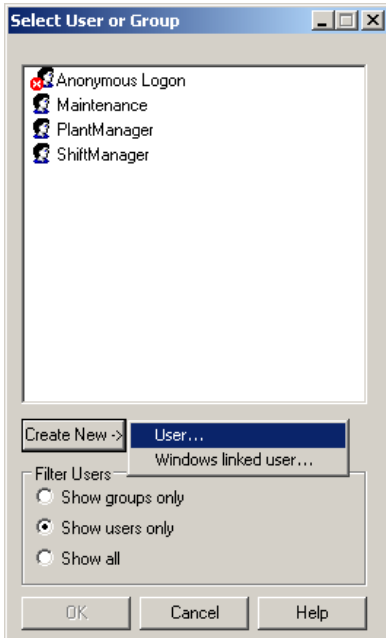 Select User or Group
Anonymous Logon
Maintenance
PlantManager
ShiftManager
Create New ->
User...
Windows linked user...
Filter Users
Show groups only
Show users only
Show all
OK
Cancel
Help